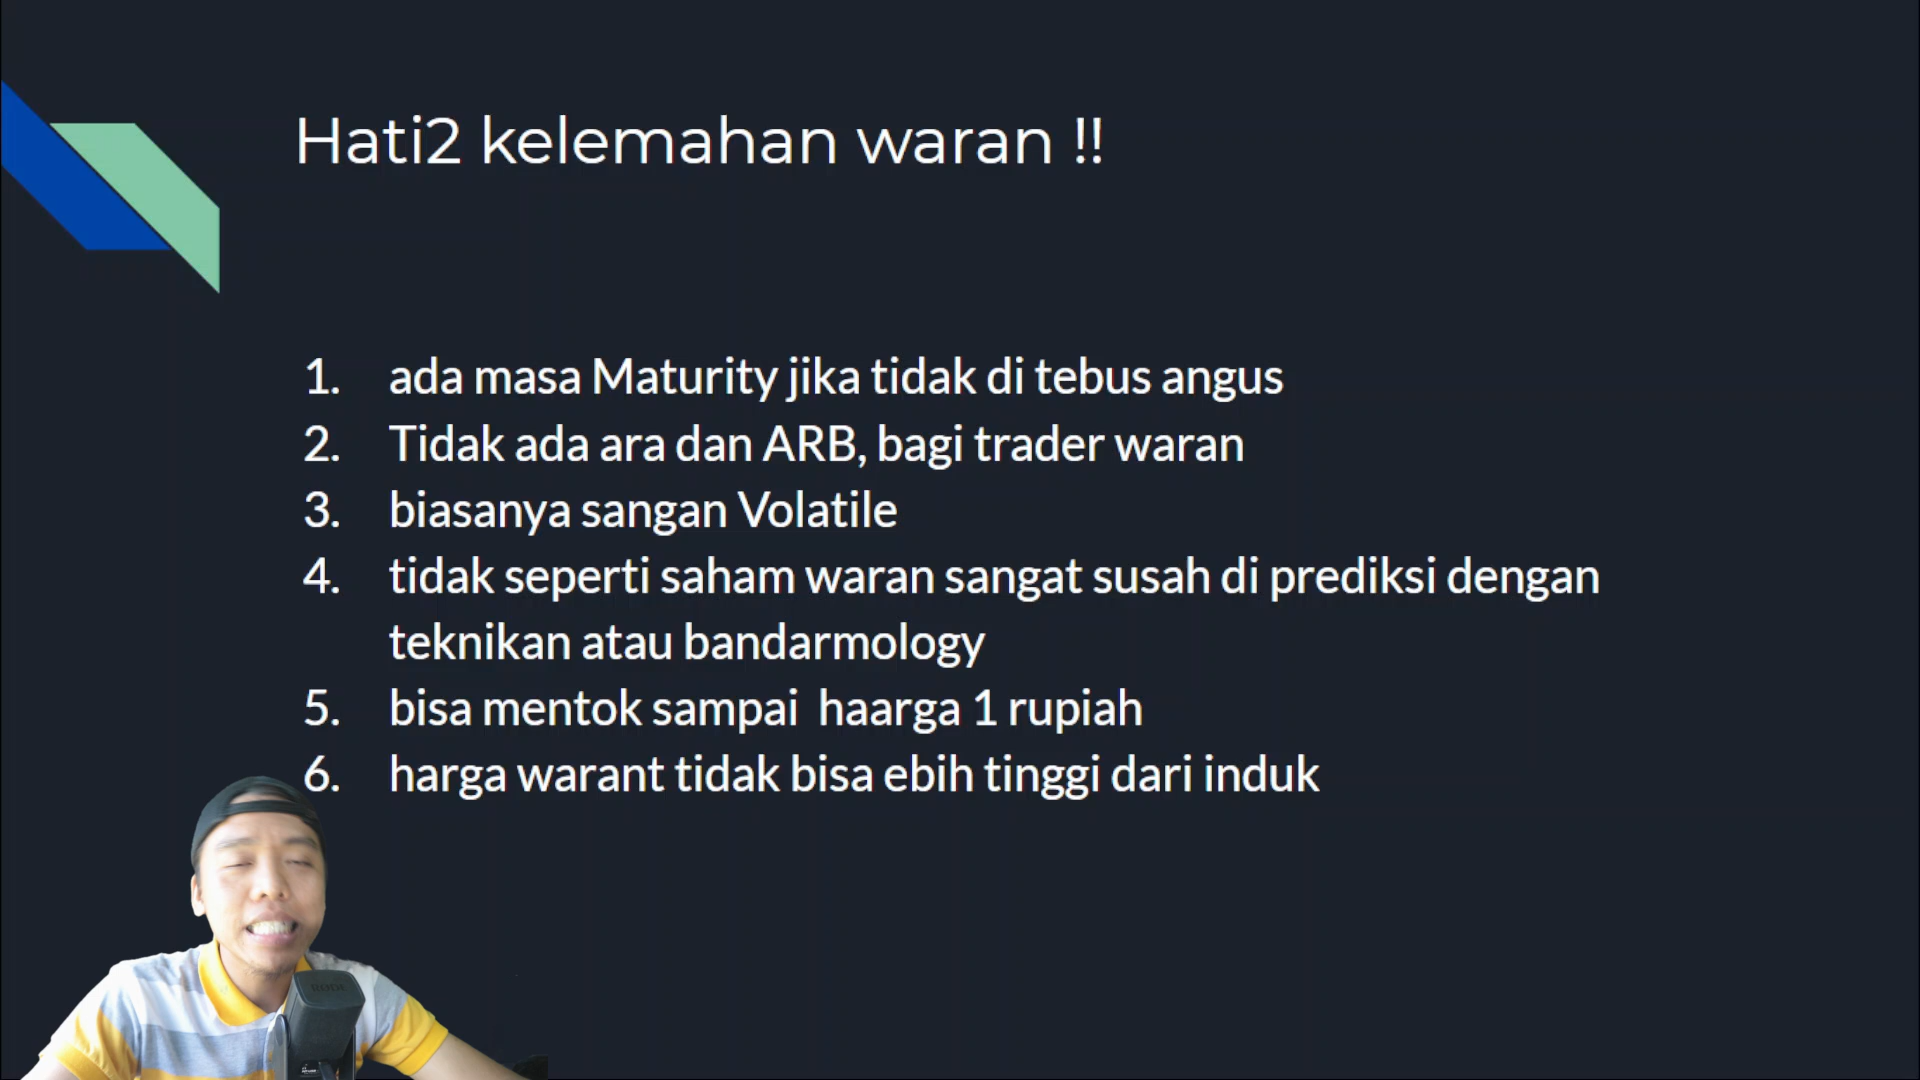 Hati2 kelemahan waran !!
1. ada masa Maturity jika tidak di tebus angus
2. Tidak ada ara dan ARB, bagi trader waran
3. biasanya sangan Volatile
4. tidak seperti saham waran sangat susah di prediksi dengan
teknikan atau bandarmology
5. bisa mentok sampai haarga 1 rupiah
6. harga warant tidak bisa ebih tinggi dari induk
RODE